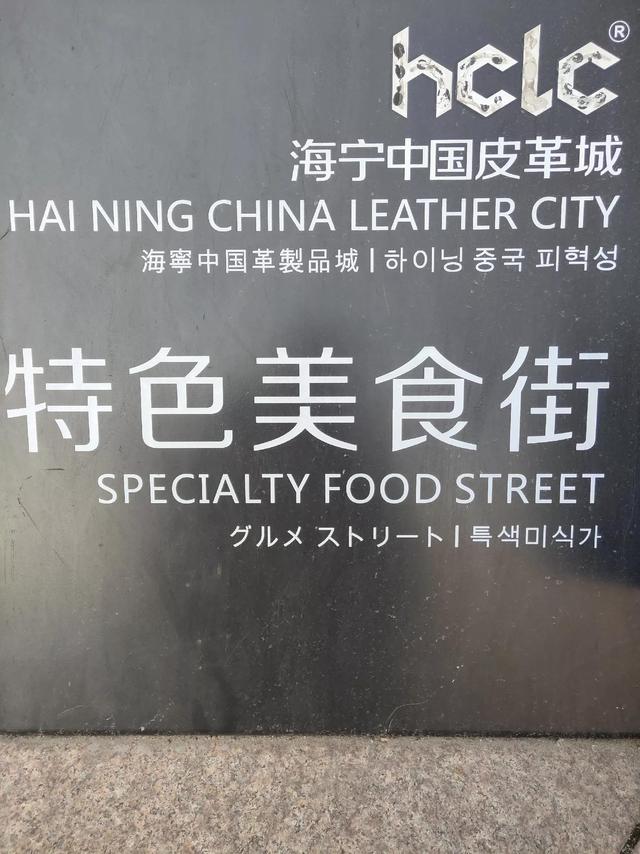 hclc®
海宁中国皮革城
HAI NING CHINA LEATHER CITY
海寧中国革製品城 | 하이닝 중국 피혁성
特色美食街
SPECIALTY FOOD STREET
グルメ ストリート | 특색미식가